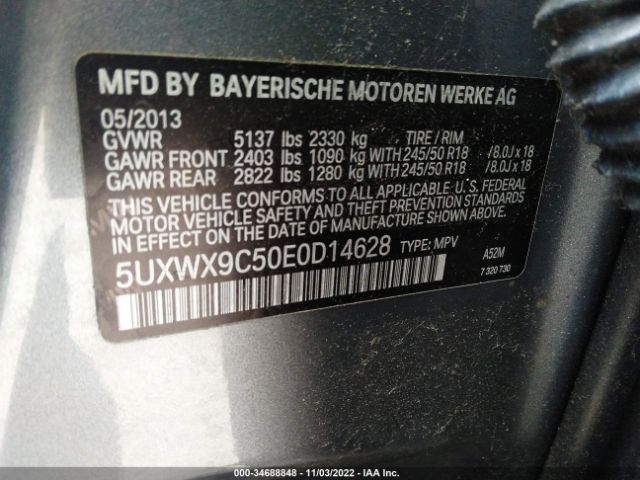 MFD BY BAYERISCHE MOTOREN WERKE AG
05/2013
GVWR 5137 lbs 2330 kg TIRE / RIM
GAWR FRONT 2403 lbs 1090 kg WITH 245/50 R18 /8.0J x 18
GAWR REAR 2822 lbs 1280 kg WITH 245/50 R18 /8.0J x 18
THIS VEHICLE CONFORMS TO ALL APPLICABLE U.S. FEDERAL
MOTOR VEHICLE SAFETY AND THEFT PREVENTION STANDARDS
IN EFFECT ON THE DATE OF MANUFACTURE SHOWN ABOVE.
5UXWX9C50E0D14628 TYPE: MPV A52M
7 320 730
000-34688848 - 11/03/2022 - IAA Inc.